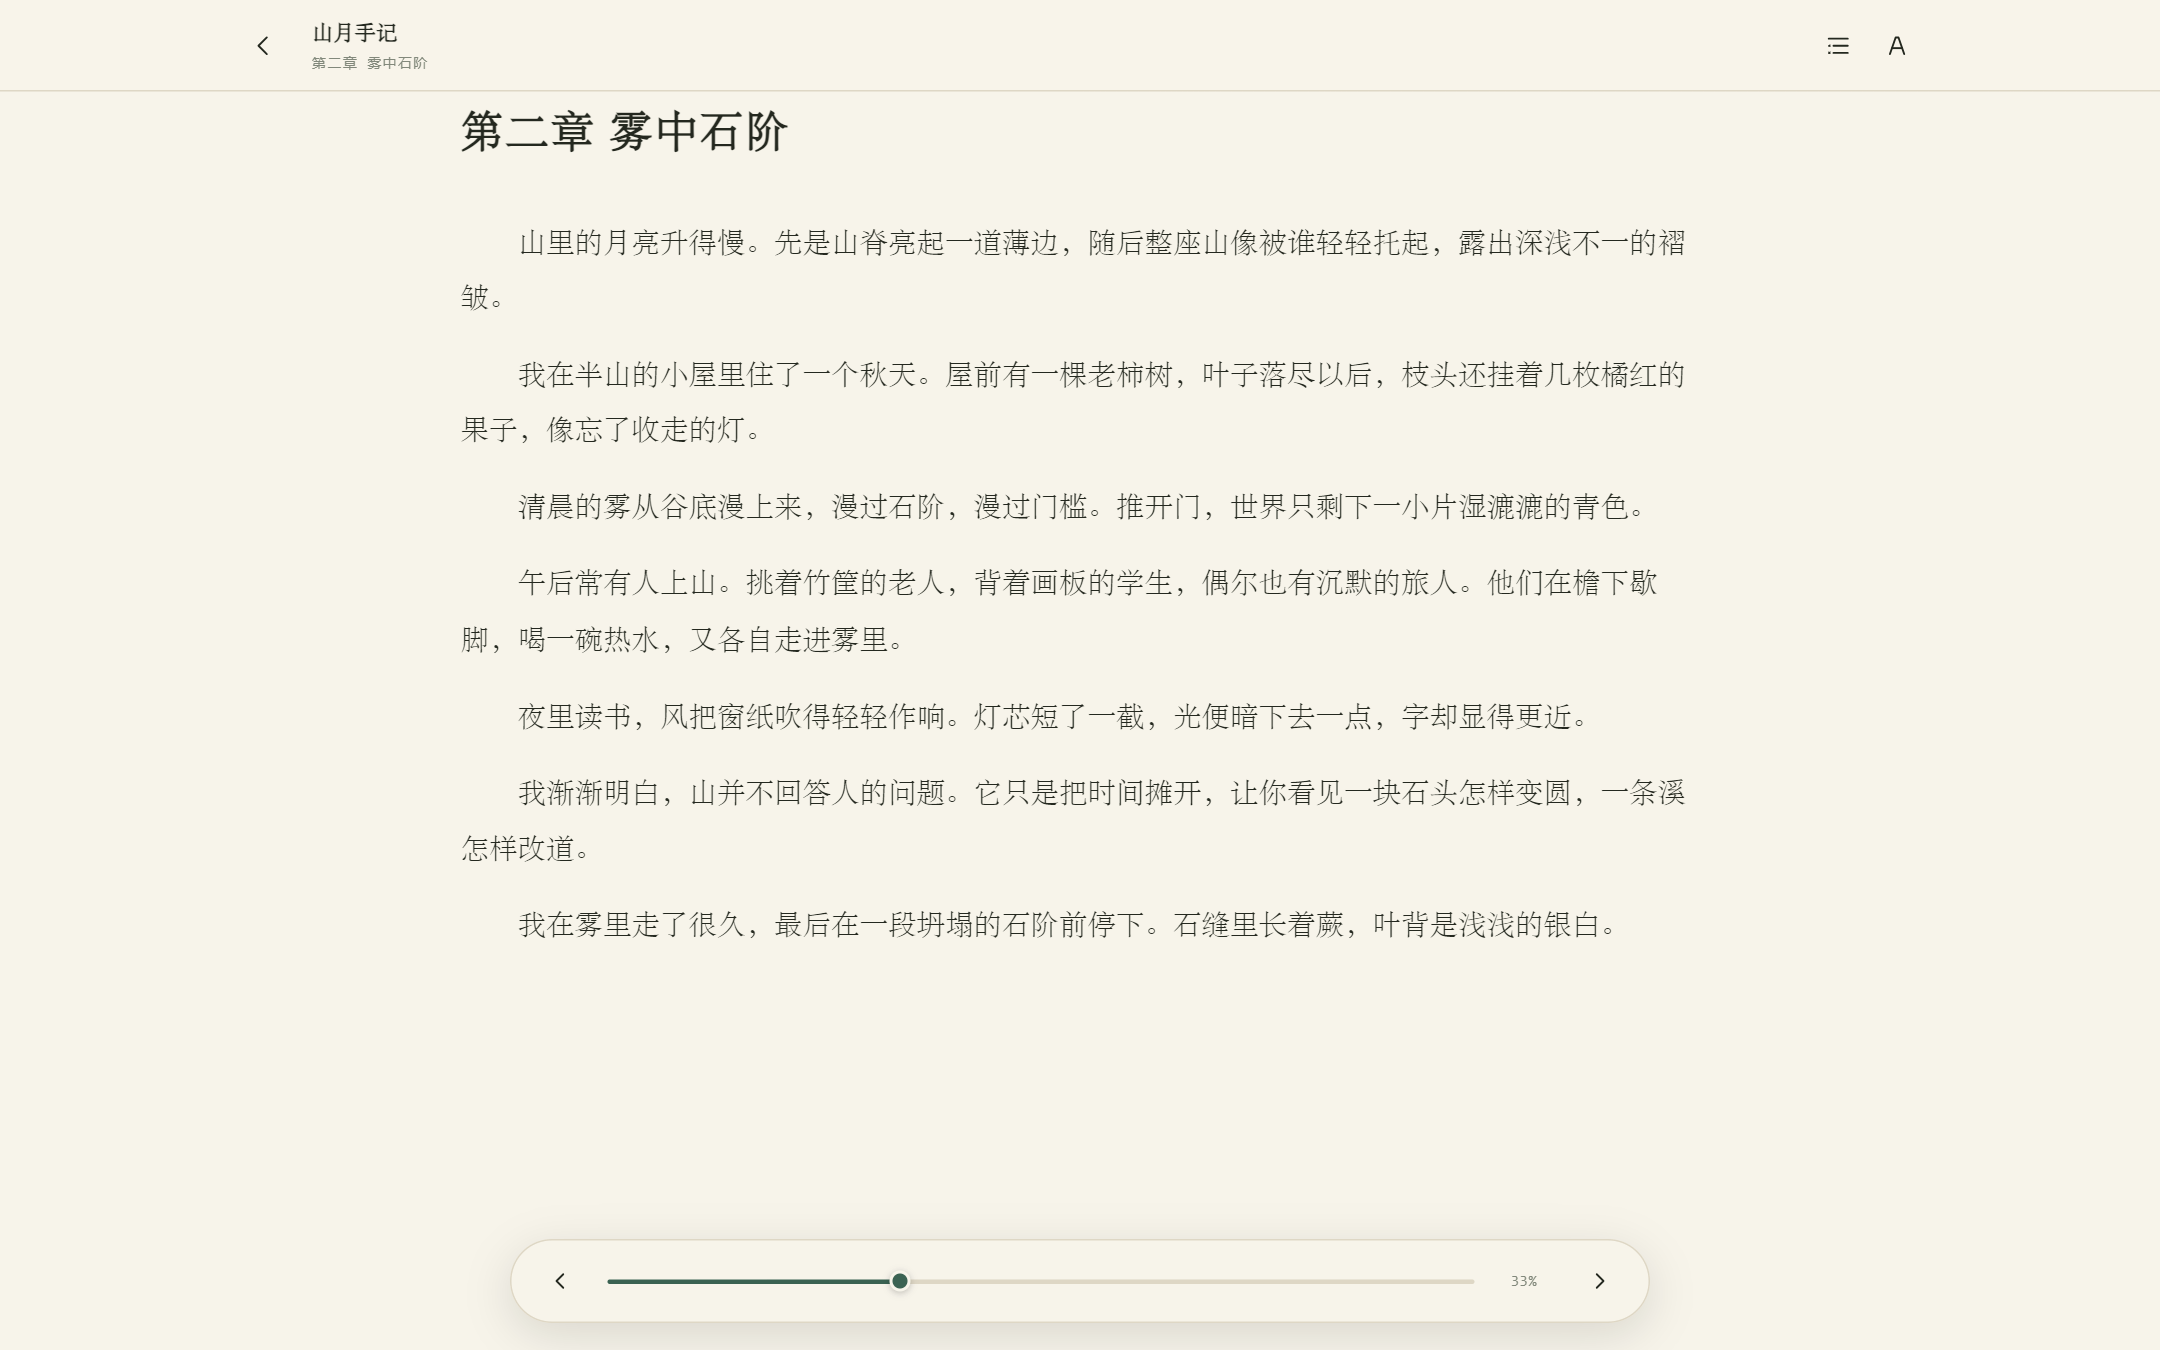 山月手记
第二章 雾中石阶
A
第二章 雾中石阶
山里的月亮升得慢。先是山脊亮起一道薄边，随后整座山像被谁轻轻托起，露出深浅不一的褶
皱。
我在半山的小屋里住了一个秋天。屋前有一棵老柿树，叶子落尽以后，枝头还挂着几枚橘红的
果子，像忘了收走的灯。
清晨的雾从谷底漫上来，漫过石阶，漫过门槛。推开门，世界只剩下一小片湿漉漉的青色。
午后常有人上山。挑着竹筐的老人，背着画板的学生，偶尔也有沉默的旅人。他们在檐下歇
脚，喝一碗热水，又各自走进雾里。
夜里读书，风把窗纸吹得轻轻作响。灯芯短了一截，光便暗下去一点，字却显得更近。
我渐渐明白，山并不回答人的问题。它只是把时间摊开，让你看见一块石头怎样变圆，一条溪
怎样改道。
我在雾里走了很久，最后在一段坍塌的石阶前停下。石缝里长着蕨，叶背是浅浅的银白。
33%